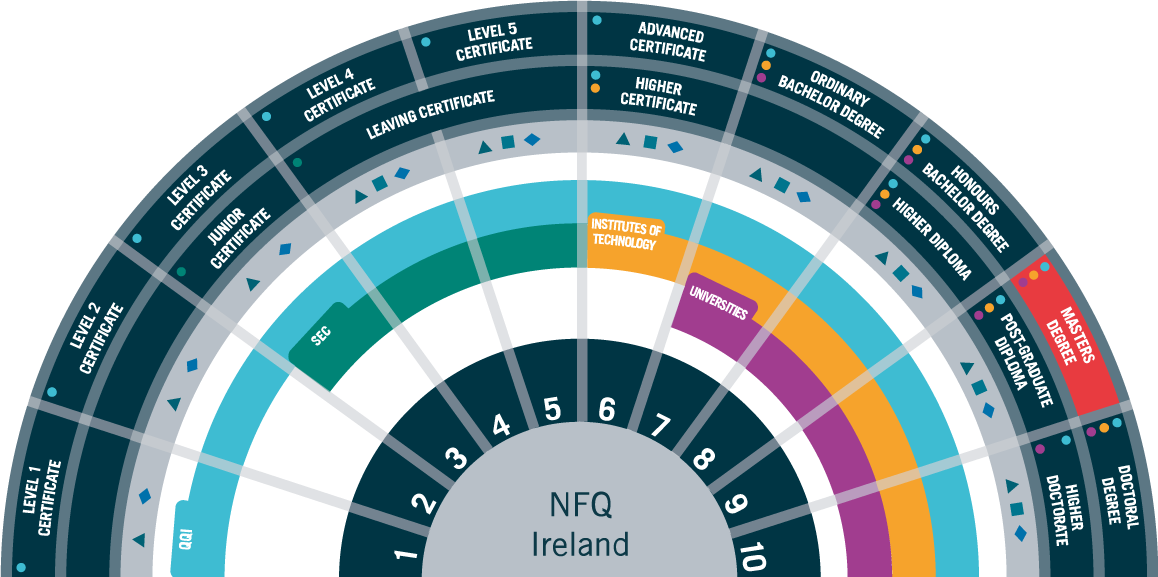 LEVEL 1
CERTIFICATE
LEVEL 2
CERTIFICATE
LEVEL 3
CERTIFICATE
LEVEL 4
CERTIFICATE
LEVEL 5
CERTIFICATE
ADVANCED
CERTIFICATE
ORDINARY
BACHELOR DEGREE
HONOURS
BACHELOR DEGREE
MASTERS
DEGREE
DOCTORAL
DEGREE
JUNIOR
CERTIFICATE
LEAVING CERTIFICATE
HIGHER
CERTIFICATE
HIGHER DIPLOMA
POST-GRADUATE
DIPLOMA
HIGHER
DOCTORATE
QQI
SEC
INSTITUTES OF
TECHNOLOGY
UNIVERSITIES
1
2
3
4
5
6
7
8
9
10
NFQ
Ireland